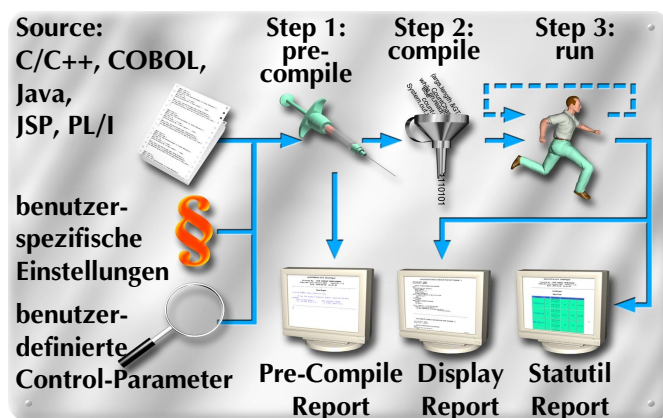 Source:
C/C++, COBOL,
Java,
JSP, PL/I
Step 1:
pre-
compile
Step 2:
compile
Step 3:
run
1110101
benutzer-
spezifische
Einstellungen
benutzer-
definierte
Control-Parameter
Pre-Compile
Report
Display
Report
Statutil
Report